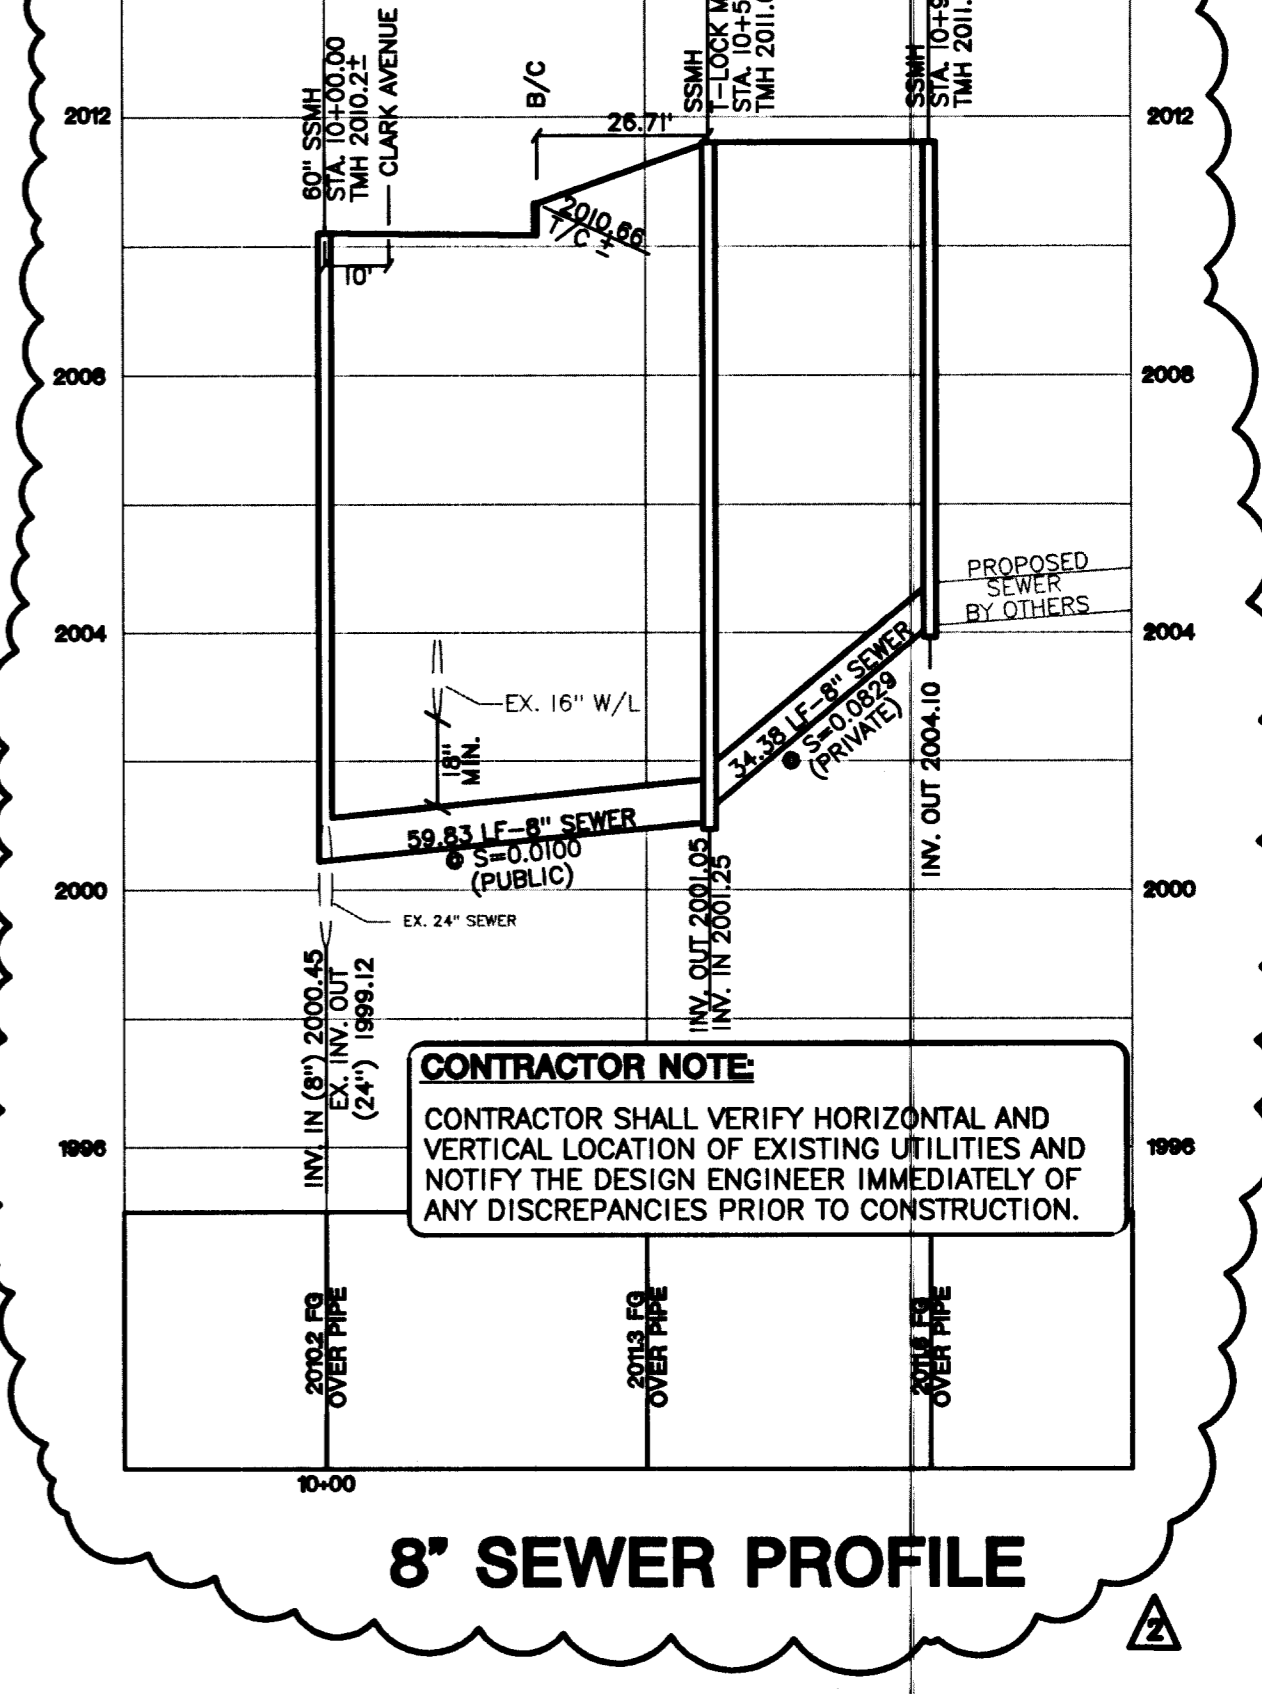 60" SSMH
STA. 10+00.00
TMH 2010.2±
CLARK AVENUE
B/C
26.71'
SSMH
T-LOCK
STA. 10+5
TMH 2011.
SSMH
STA. 10+9
TMH 2011.
2012
2012
2010.66
T/C ±
10'
2008
2008
PROPOSED
SEWER
BY OTHERS
2004
2004
EX. 16" W/L
18"
MIN.
34.38 LF-8" SEWER
S=0.0829
(PRIVATE)
INV. OUT 2004.10
59.83 LF-8" SEWER
S=0.0100
(PUBLIC)
2000
2000
EX. 24" SEWER
INV. OUT 2001.05
INV. IN 2001.25
INV. IN (8") 2000.45
EX. INV. OUT
(24") 1999.12
CONTRACTOR NOTE:
CONTRACTOR SHALL VERIFY HORIZONTAL AND
VERTICAL LOCATION OF EXISTING UTILITIES AND
NOTIFY THE DESIGN ENGINEER IMMEDIATELY OF
ANY DISCREPANCIES PRIOR TO CONSTRUCTION.
1996
1996
2010.2 FG
OVER PIPE
2011.3 FG
OVER PIPE
2011.6 FG
OVER PIPE
10+00
8" SEWER PROFILE
2